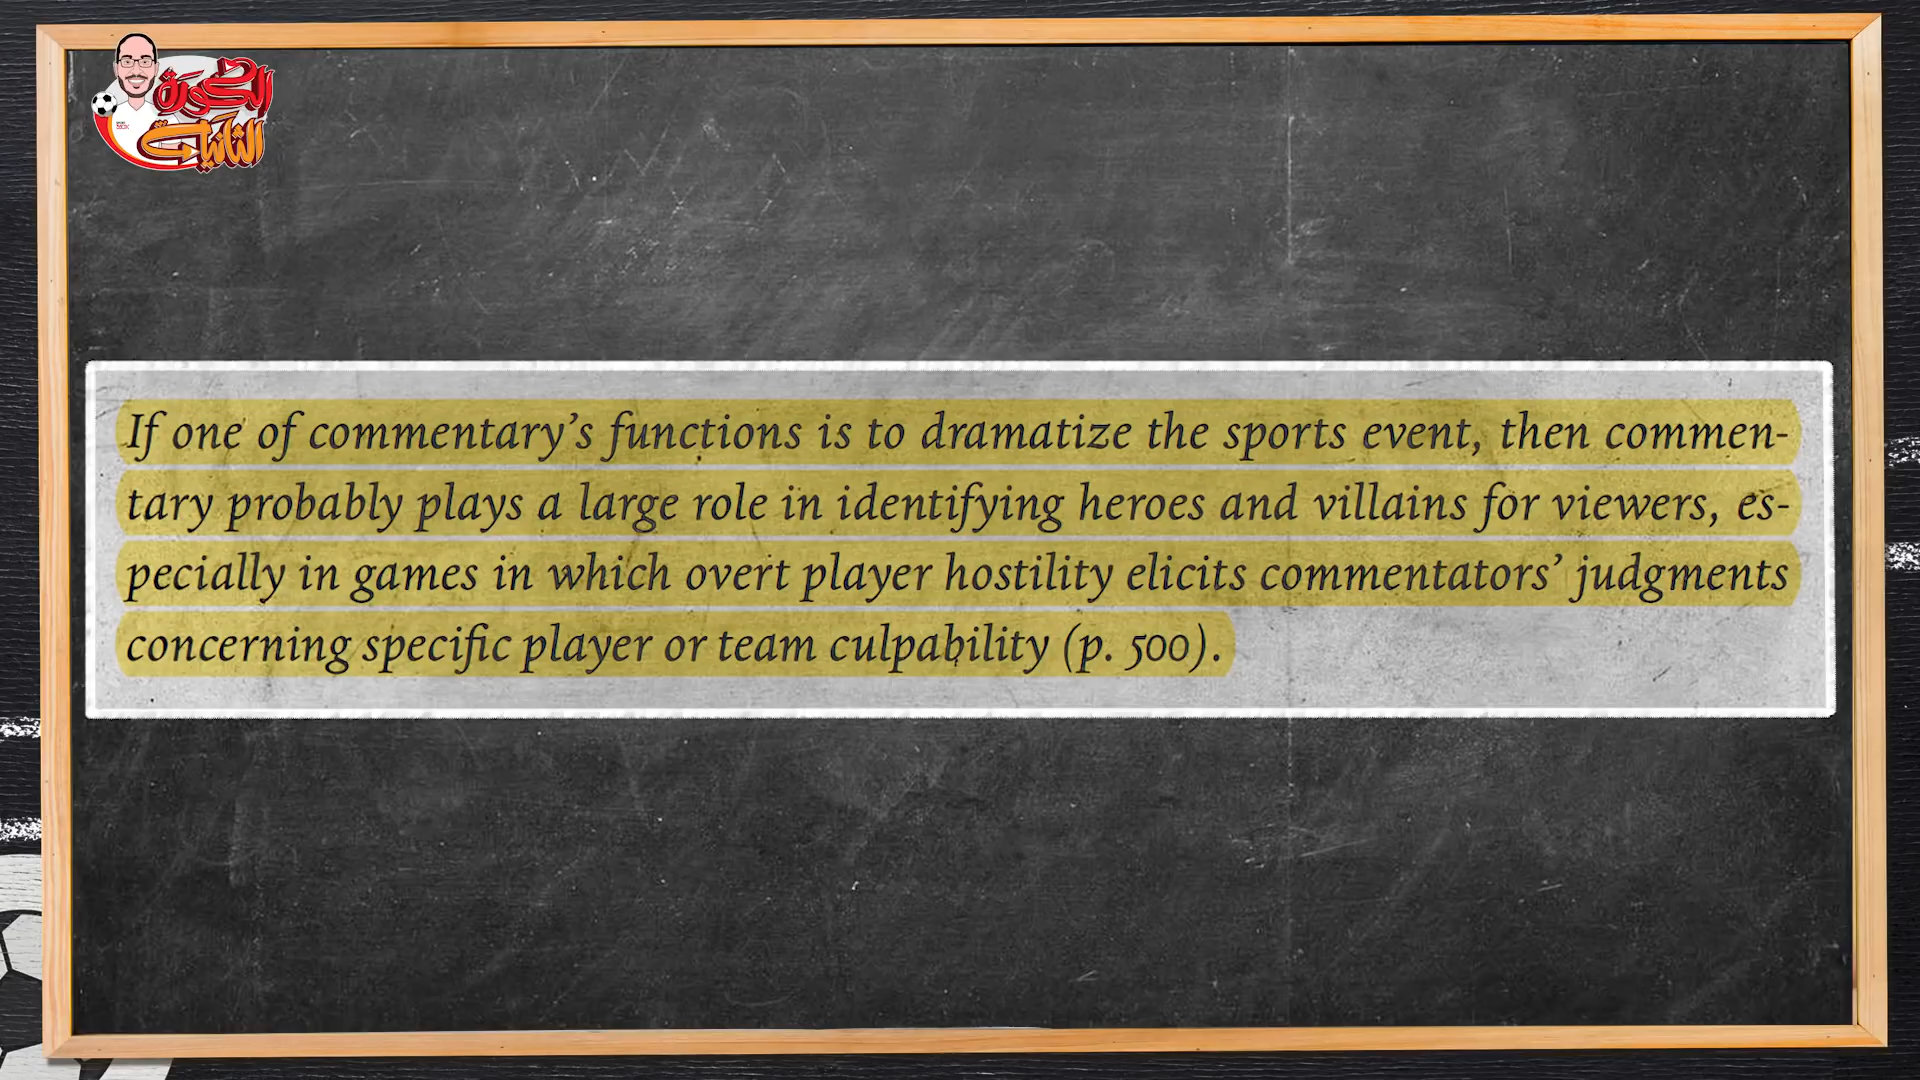 الكورة
الثانية
If one of commentary’s functions is to dramatize the sports event, then commen-
tary probably plays a large role in identifying heroes and villains for viewers, es-
pecially in games in which overt player hostility elicits commentators’ judgments
concerning specific player or team culpability (p. 500).